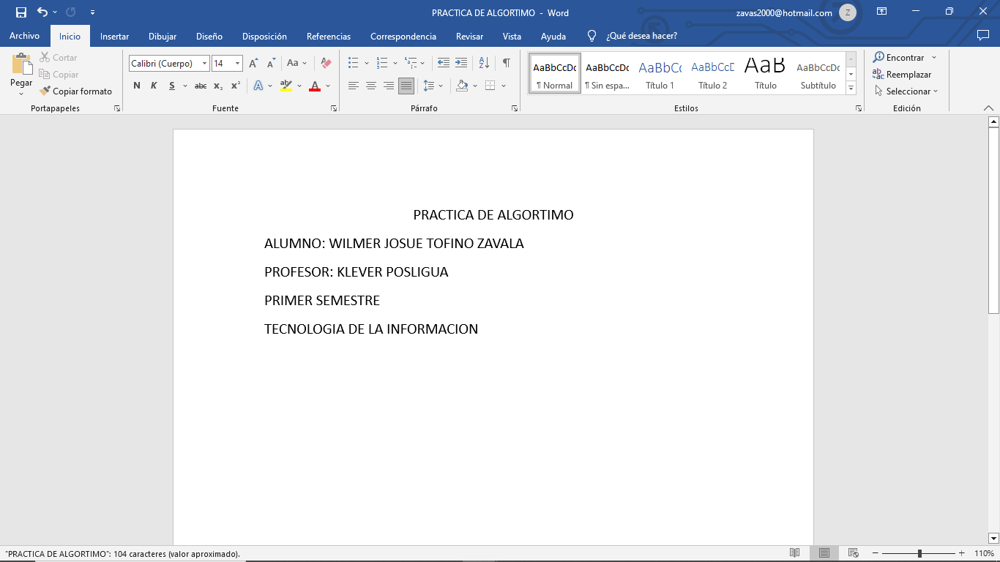 PRACTICA DE ALGORTIMO - Word
zavas2000@hotmail.com
Z
Archivo Inicio Insertar Dibujar Diseño Disposición Referencias Correspondencia Revisar Vista Ayuda ¿Qué desea hacer?
Pegar
Cortar
Copiar
Copiar formato
Portapapeles
Calibri (Cuerpo) 14
N K S abc x₂ x²
Fuente
Párrafo
AaBbCcDc AaBbCcDc AaBbCc AaBbCcD AaB AaBbCcDc
¶ Normal ¶ Sin espa... Título 1 Título 2 Título Subtítulo
Estilos
Encontrar
Reemplazar
Seleccionar
Edición
PRACTICA DE ALGORTIMO
ALUMNO: WILMER JOSUE TOFINO ZAVALA
PROFESOR: KLEVER POSLIGUA
PRIMER SEMESTRE
TECNOLOGIA DE LA INFORMACION
"PRACTICA DE ALGORTIMO": 104 caracteres (valor aproximado).
110%